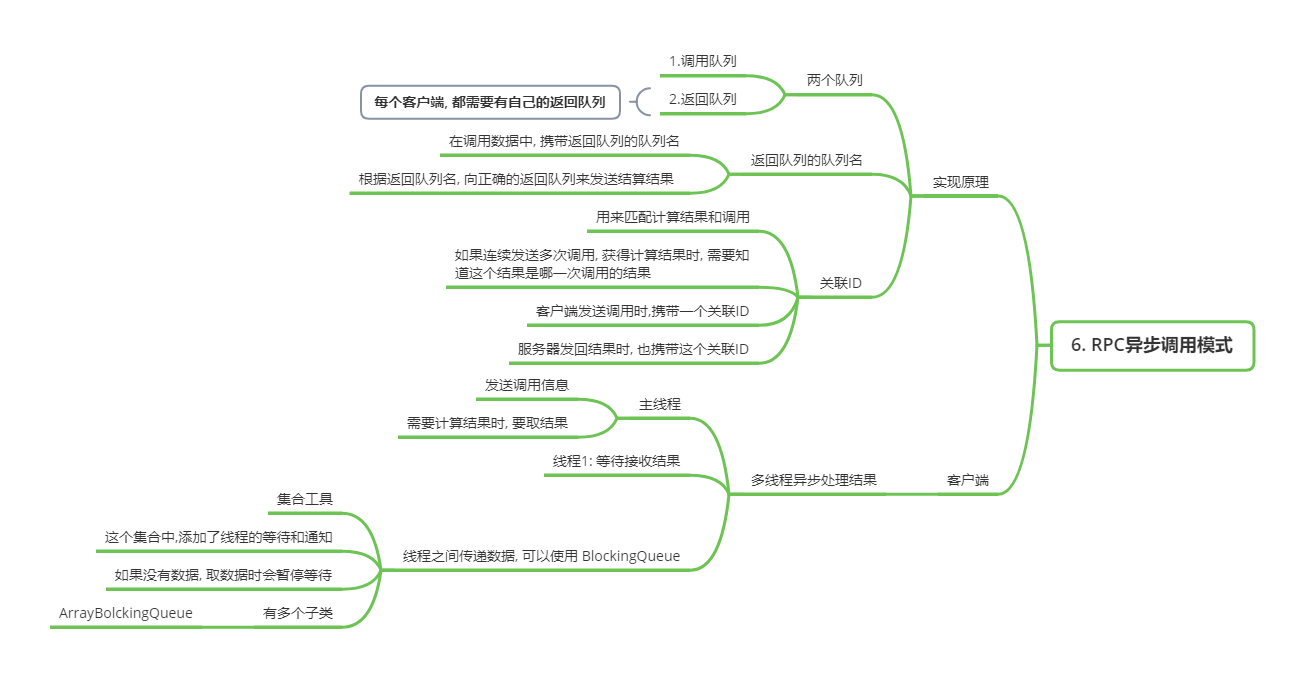 6. RPC异步调用模式
实现原理
两个队列
1.调用队列
2.返回队列
每个客户端, 都需要有自己的返回队列
返回队列的队列名
在调用数据中, 携带返回队列的队列名
根据返回队列名, 向正确的返回队列来发送结算结果
关联ID
用来匹配计算结果和调用
如果连续发送多次调用, 获得计算结果时, 需要知
道这个结果是哪一次调用的结果
客户端发送调用时,携带一个关联ID
服务器发回结果时, 也携带这个关联ID
客户端
多线程异步处理结果
主线程
发送调用信息
需要计算结果时, 要取结果
线程1: 等待接收结果
线程之间传递数据, 可以使用 BlockingQueue
集合工具
这个集合中,添加了线程的等待和通知
如果没有数据, 取数据时会暂停等待
有多个子类
ArrayBolckingQueue